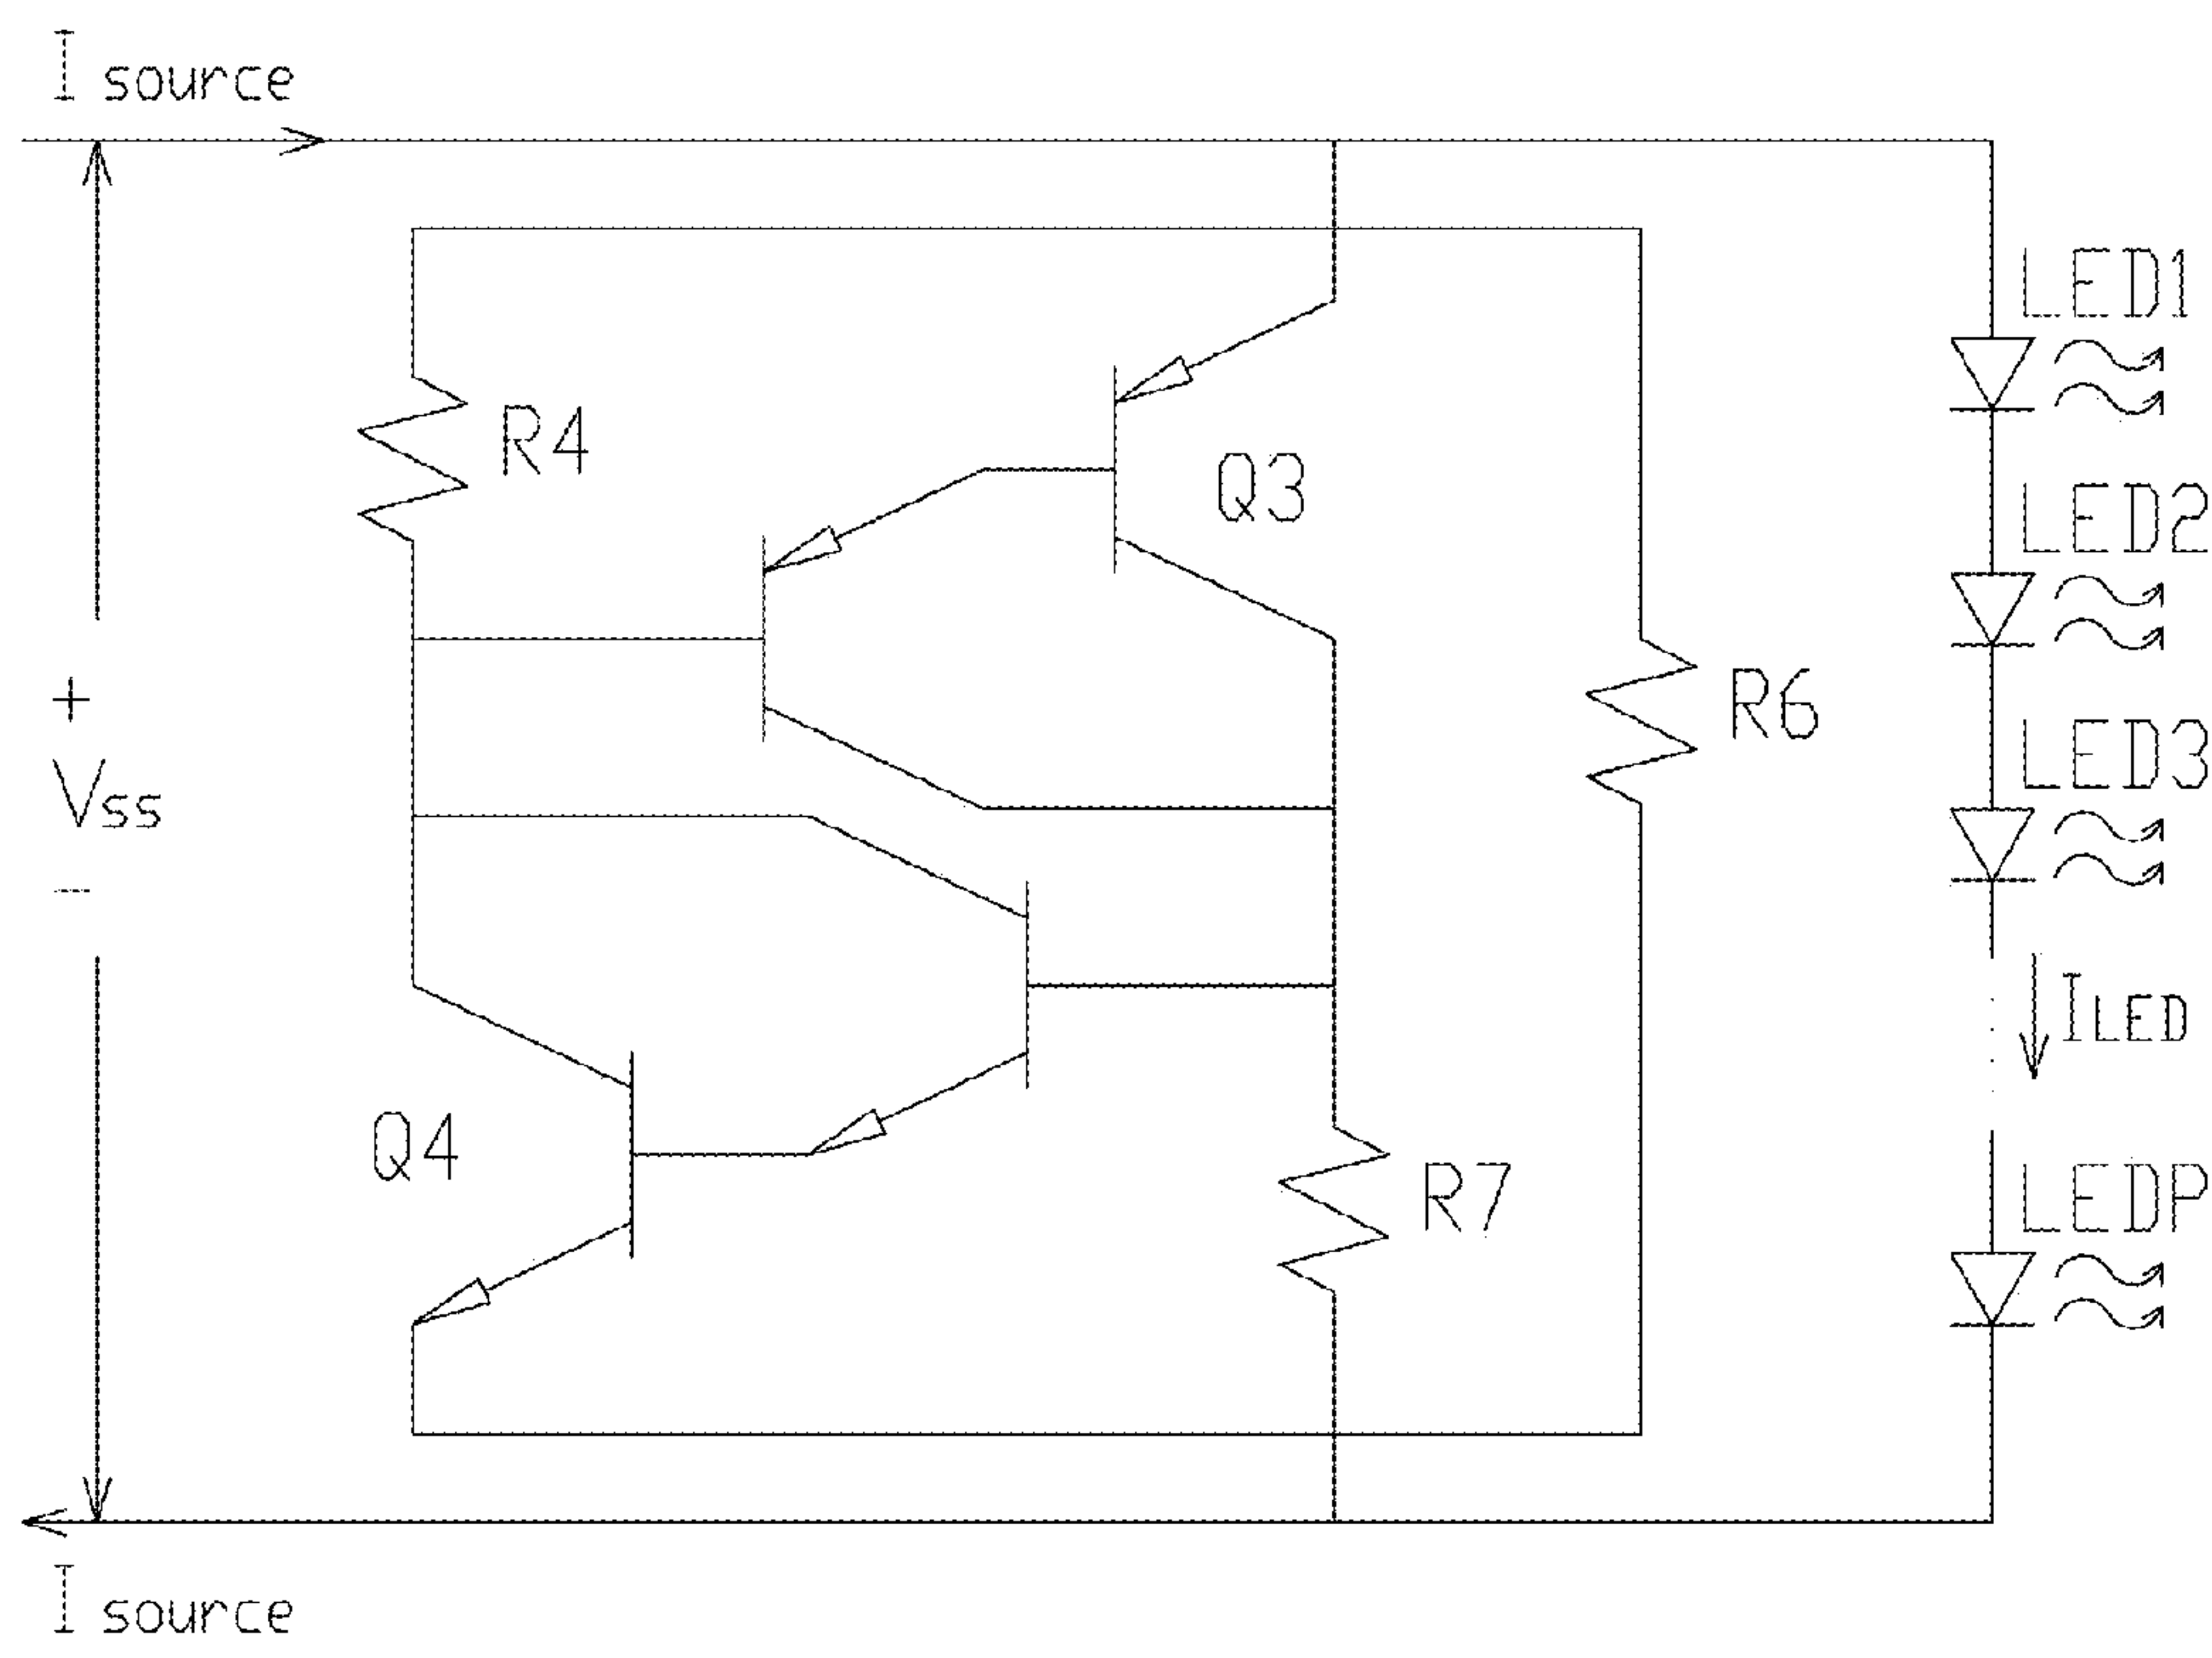 I source
LED1
R4
Q3
LED2
+
R6
LED3
Vss
-
ILED
Q4
R7
LEDP
I source